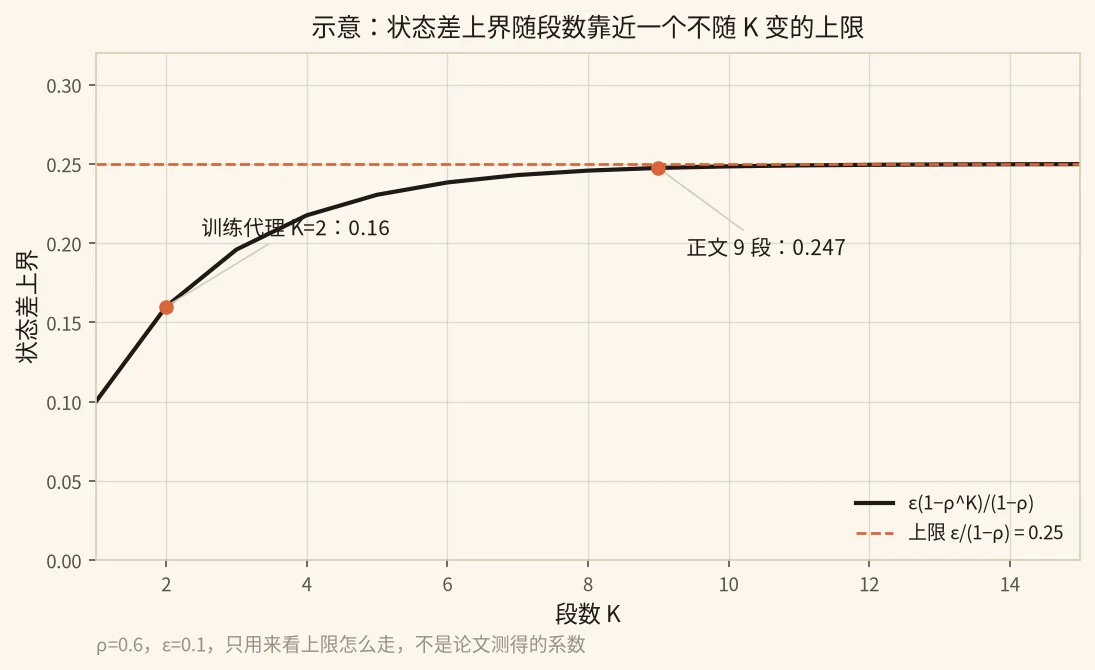 示意：状态差上界随段数靠近一个不随 K 变的上限
0.30
0.25
0.20
0.15
0.10
0.05
0.00
状态差上界
训练代理 K=2：0.16
正文 9 段：0.247
ε(1−ρ^K)/(1−ρ)
上限 ε/(1−ρ) = 0.25
2
4
6
8
10
12
14
段数 K
ρ=0.6，ε=0.1，只用来看上限怎么走，不是论文测得的系数